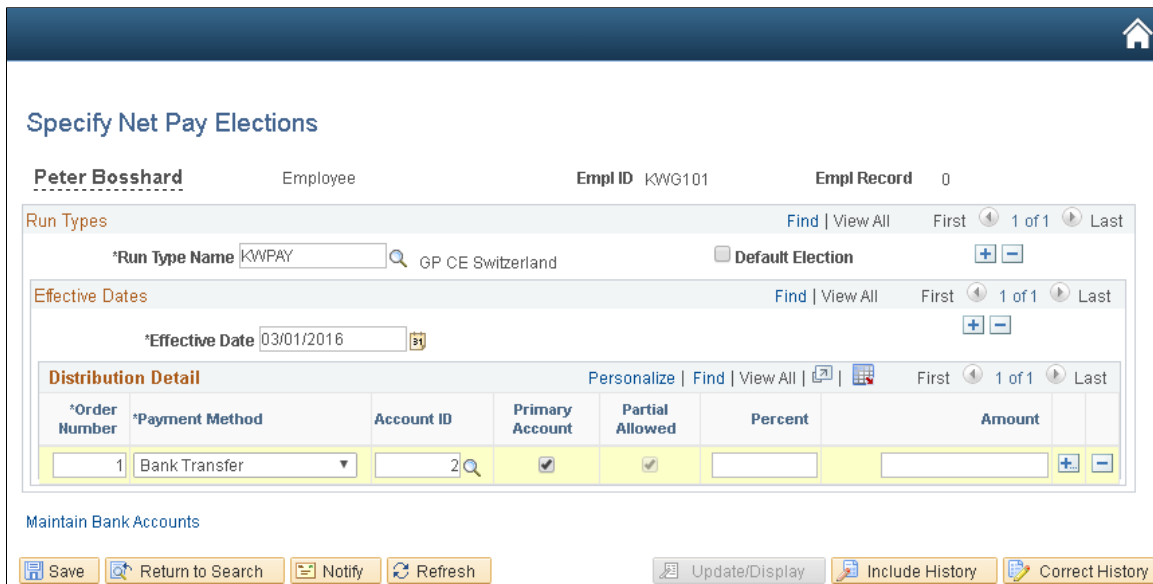 Specify Net Pay Elections
Peter Bosshard Employee Empl ID KWG101 Empl Record 0
Run Types Find | View All First 1 of 1 Last
*Run Type Name KWPAY GP CE Switzerland Default Election
Effective Dates Find | View All First 1 of 1 Last
*Effective Date 03/01/2016 31
Distribution Detail Personalize | Find | View All | | First 1 of 1 Last
*Order Number *Payment Method Account ID Primary Account Partial Allowed Percent Amount
1 Bank Transfer 2
Maintain Bank Accounts
Save Return to Search Notify Refresh Update/Display Include History Correct History